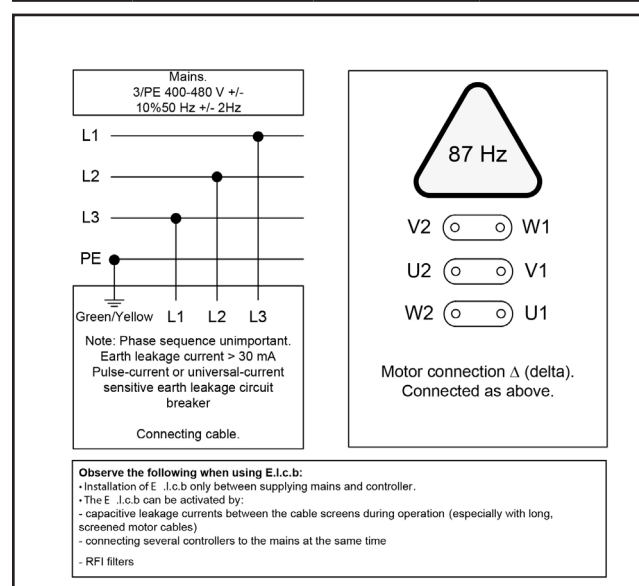 Mains.
3/PE 400-480 V +/-
10%50 Hz +/- 2Hz
L1
L2
L3
PE
Green/Yellow L1 L2 L3
Note: Phase sequence unimportant.
Earth leakage current > 30 mA
Pulse-current or universal-current
sensitive earth leakage circuit
breaker
Connecting cable.
87 Hz
V2 W1
U2 V1
W2 U1
Motor connection Δ (delta).
Connected as above.
Observe the following when using E.l.c.b:
• Installation of E .l.c.b only between supplying mains and controller.
• The E .l.c.b can be activated by:
- capacitive leakage currents between the cable screens during operation (especially with long,
screened motor cables)
- connecting several controllers to the mains at the same time
- RFI filters